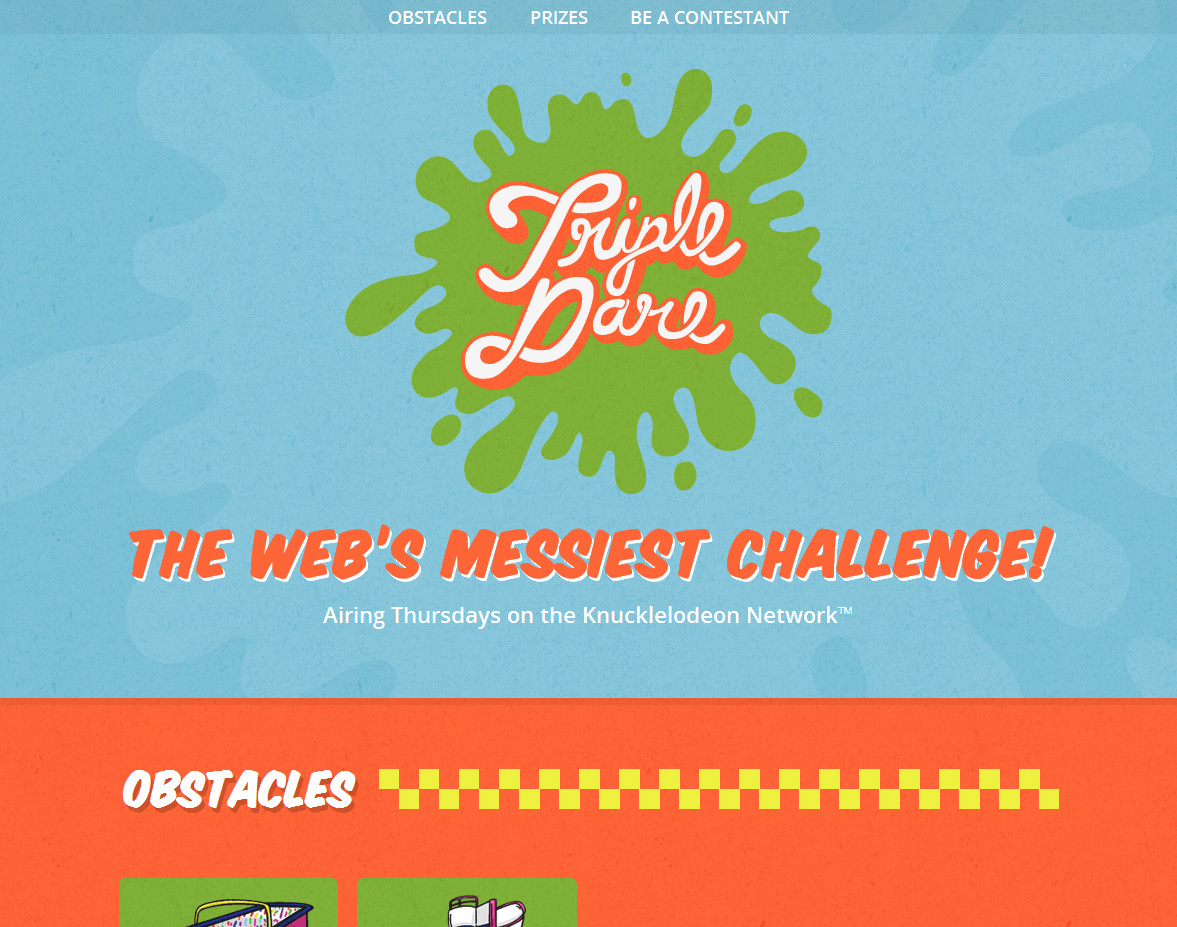 OBSTACLES PRIZES BE A CONTESTANT
Triple
Dare
THE WEB'S MESSIEST CHALLENGE!
Airing Thursdays on the Knucklelodeon Network™
OBSTACLES